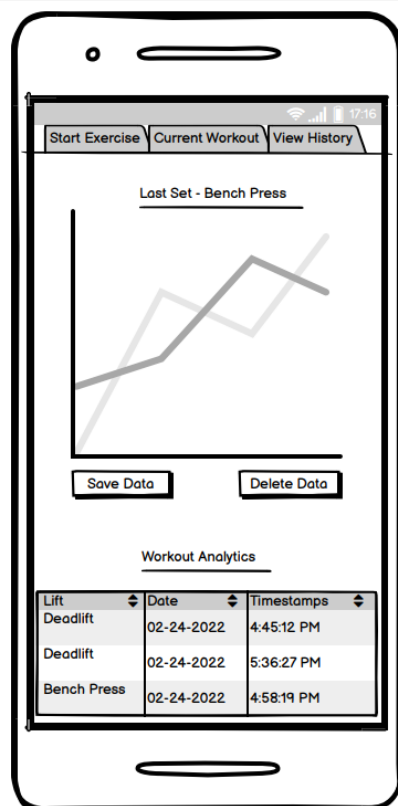 17:16
Start Exercise Current Workout View History
Last Set - Bench Press
Save Data Delete Data
Workout Analytics
Lift Date Timestamps
Deadlift 02-24-2022 4:45:12 PM
Deadlift 02-24-2022 5:36:27 PM
Bench Press 02-24-2022 4:58:19 PM